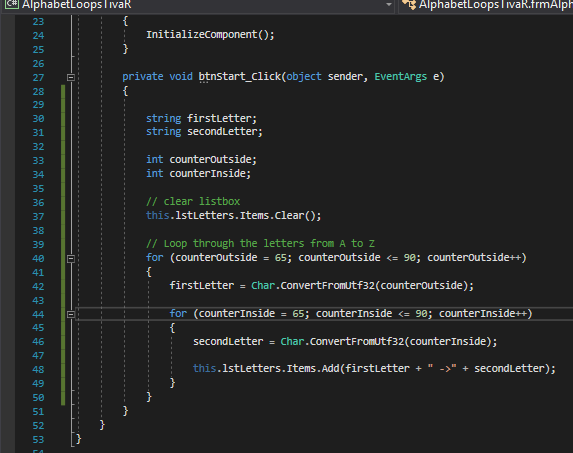 C# AlphabetLoopsTivaR AlphabetLoopsTivaR.frmAlph
23 {
24 InitializeComponent();
25 }
26
27 private void btnStart_Click(object sender, EventArgs e)
28 {
29
30 string firstLetter;
31 string secondLetter;
32
33 int counterOutside;
34 int counterInside;
35
36 // clear listbox
37 this.lstLetters.Items.Clear();
38
39 // Loop through the letters from A to Z
40 for (counterOutside = 65; counterOutside <= 90; counterOutside++)
41 {
42 firstLetter = Char.ConvertFromUtf32(counterOutside);
43
44 for (counterInside = 65; counterInside <= 90; counterInside++)
45 {
46 secondLetter = Char.ConvertFromUtf32(counterInside);
47
48 this.lstLetters.Items.Add(firstLetter + " ->" + secondLetter);
49 }
50 }
51 }
52 }
53 }